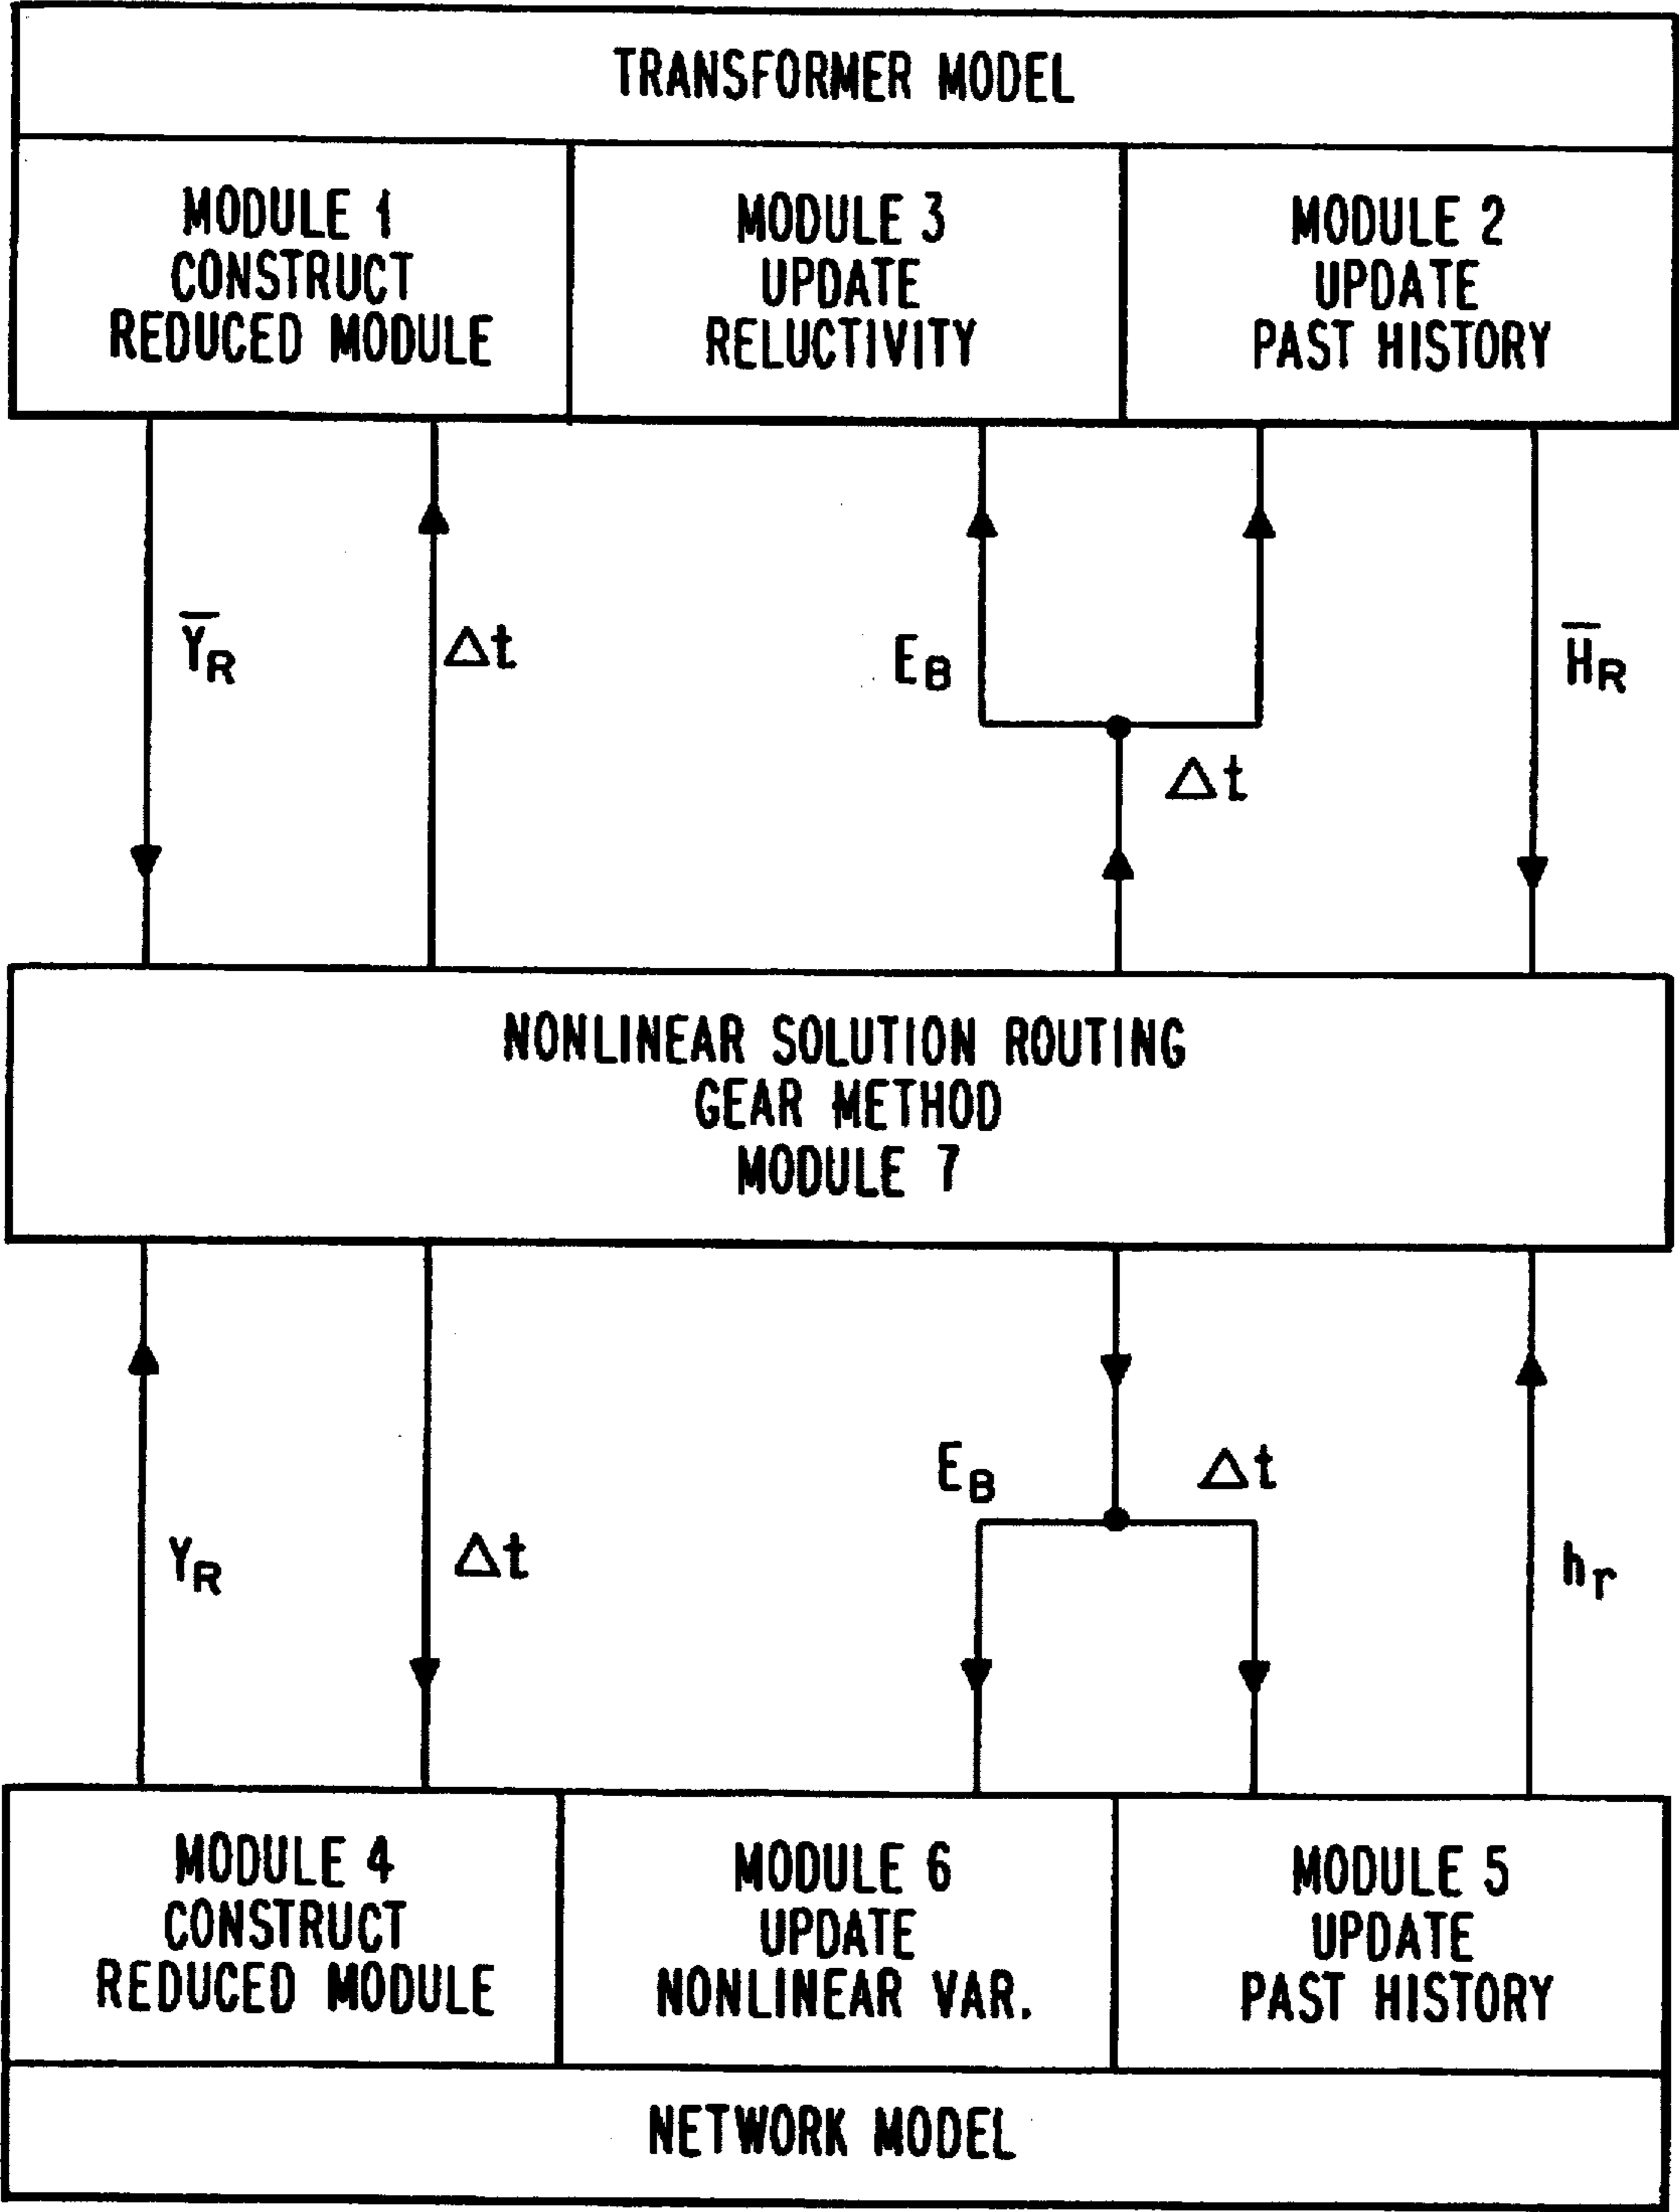 TRANSFORMER MODEL
MODULE 1
CONSTRUCT
REDUCED MODULE
MODULE 3
UPDATE
RELUCTIVITY
MODULE 2
UPDATE
PAST HISTORY
Y̅R
Δt
EB
Δt
H̅R
NONLINEAR SOLUTION ROUTING
GEAR METHOD
MODULE 7
YR
Δt
EB
Δt
hr
MODULE 4
CONSTRUCT
REDUCED MODULE
MODULE 6
UPDATE
NONLINEAR VAR.
MODULE 5
UPDATE
PAST HISTORY
NETWORK MODEL